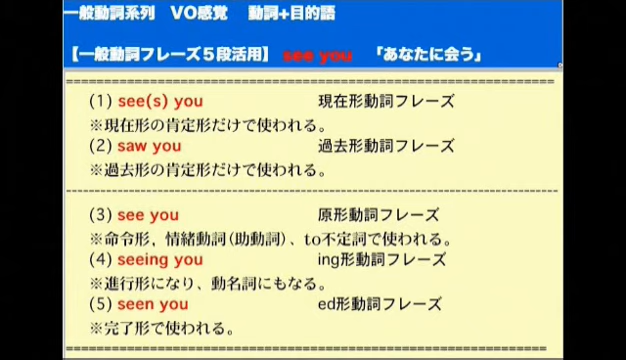 一般動詞系列　VO感覚　動詞+目的語
【一般動詞フレーズ５段活用】 see you 「あなたに会う」
(1) see(s) you 現在形動詞フレーズ
※現在形の肯定形だけで使われる。
(2) saw you 過去形動詞フレーズ
※過去形の肯定形だけで使われる。
(3) see you 原形動詞フレーズ
※命令形，情緒動詞（助動詞）、to不定詞で使われる。
(4) seeing you ing形動詞フレーズ
※進行形になり、動名詞にもなる。
(5) seen you ed形動詞フレーズ
※完了形で使われる。